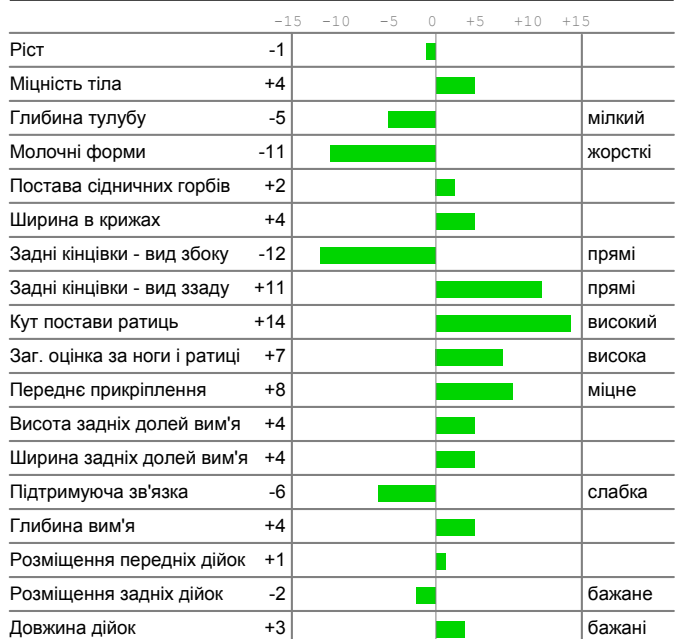 -15 -10 -5 0 +5 +10 +15
Ріст -1
Міцність тіла +4
Глибина тулубу -5 мілкий
Молочні форми -11 жорсткі
Постава сідничних горбів +2
Ширина в крижах +4
Задні кінцівки - вид збоку -12 прямі
Задні кінцівки - вид ззаду +11 прямі
Кут постави ратиць +14 високий
Заг. оцінка за ноги і ратиці +7 висока
Переднє прикріплення +8 міцне
Висота задніх долей вим'я +4
Ширина задніх долей вим'я +4
Підтримуюча зв'язка -6 слабка
Глибина вим'я +4
Розміщення передніх дійок +1
Розміщення задніх дійок -2 бажане
Довжина дійок +3 бажані